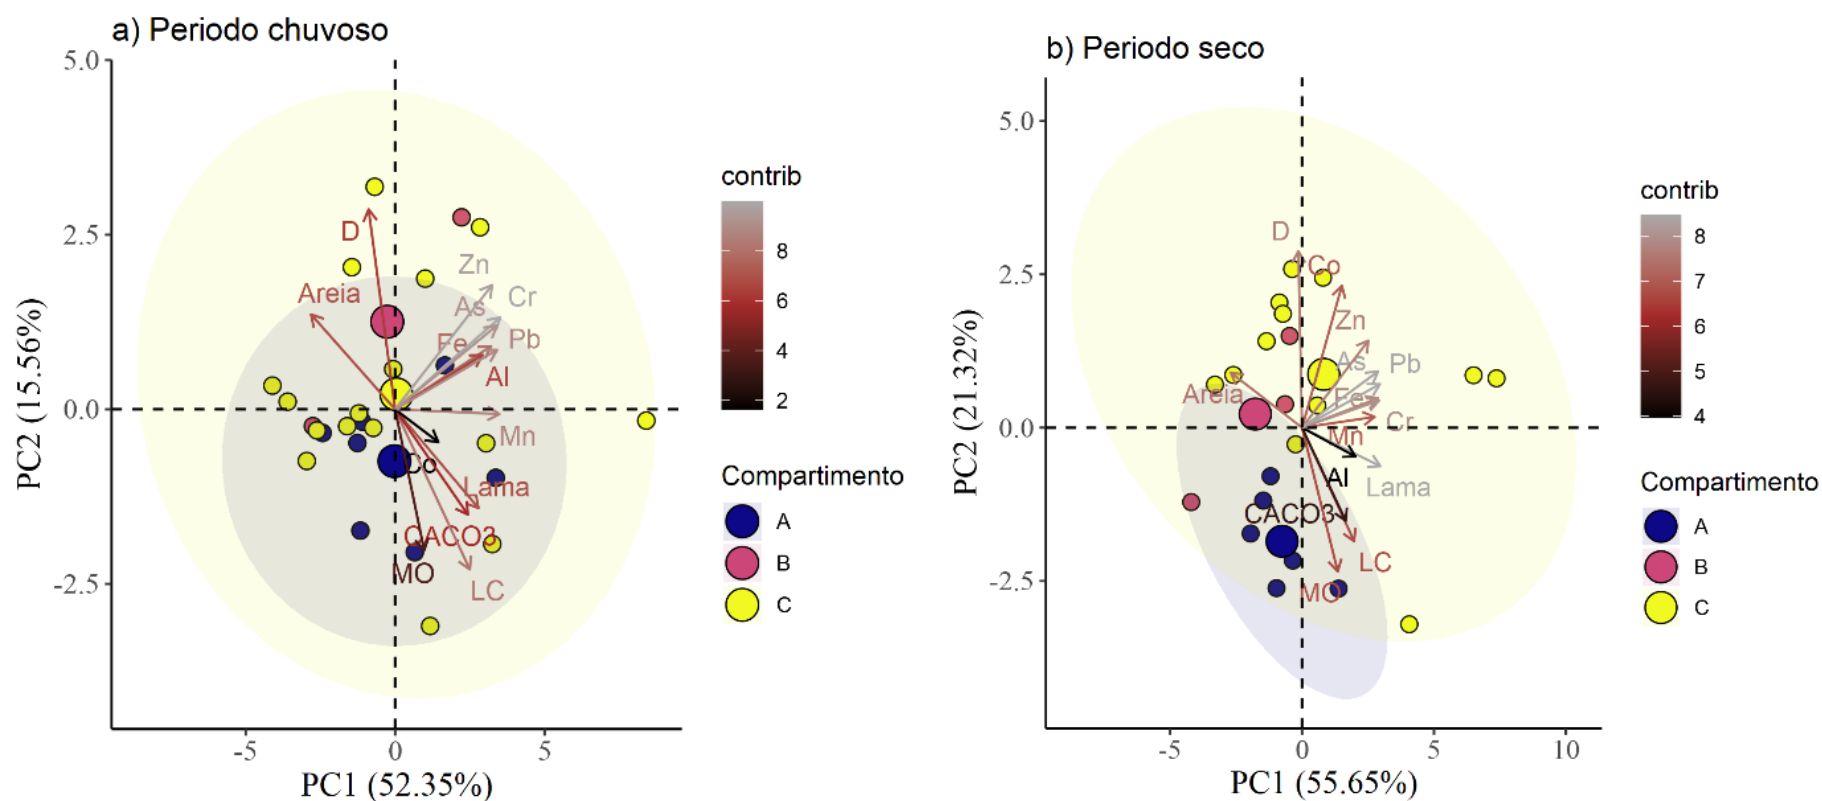 a) Periodo chuvoso
5.0
2.5
0.0
-2.5
PC2 (15.56%)
D
Areia
Zn
As
Cr
Fe
Pb
Al
Mn
Co
Lama
CACO3
MO
LC
-5
0
5
PC1 (52.35%)
contrib
8
6
4
2
Compartimento
A
B
C
b) Periodo seco
5.0
2.5
0.0
-2.5
PC2 (21.32%)
D
Co
Zn
As
Pb
Areia
Fe
Cr
Mn
Al
Lama
CACO3
LC
MO
-5
0
5
10
PC1 (55.65%)
contrib
8
7
6
5
4
Compartimento
A
B
C